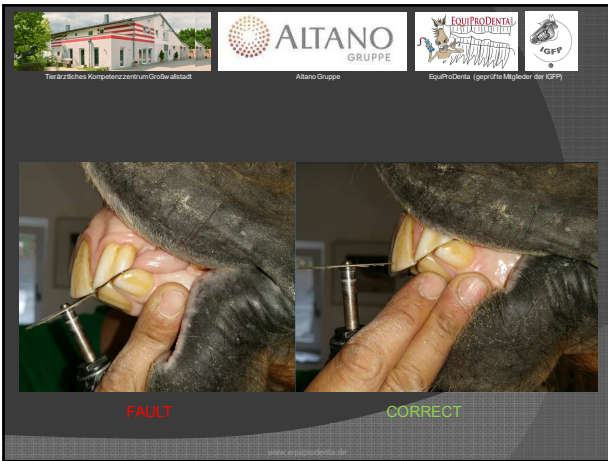 EQUIPRODENTA
ALTANO
GRUPPE
IGFP
Tierärztliches Kompetenzzentrum Großwallstadt
Altano Gruppe
EquiProDenta (geprüfte Mitglieder der IGFP)
FAULT
CORRECT
www.equiprodenta.de